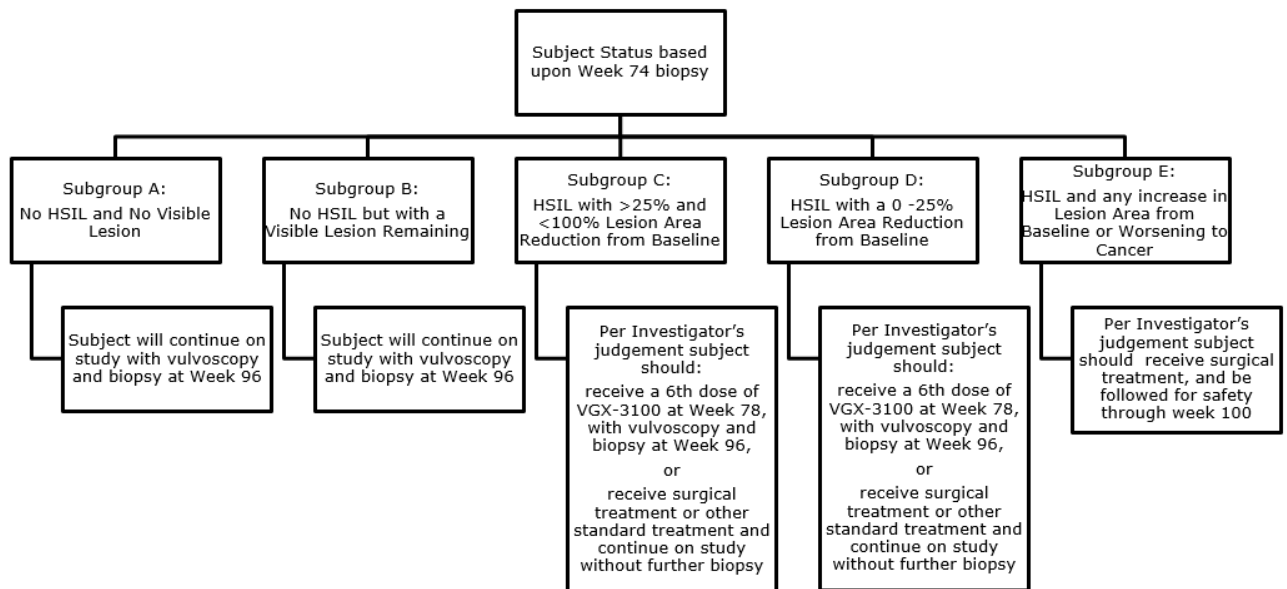 Subject Status based
upon Week 74 biopsy
Subgroup A:
No HSIL and No Visible
Lesion
Subgroup B:
No HSIL but with a
Visible Lesion Remaining
Subgroup C:
HSIL with >25% and
<100% Lesion Area
Reduction from Baseline
Subgroup D:
HSIL with a 0 -25%
Lesion Area Reduction
from Baseline
Subgroup E:
HSIL and any increase in
Lesion Area from
Baseline or Worsening to
Cancer
Subject will continue on
study with vulvoscopy
and biopsy at Week 96
Subject will continue on
study with vulvoscopy
and biopsy at Week 96
Per Investigator's
judgement subject
should:
receive a 6th dose of
VGX-3100 at Week 78,
with vulvoscopy and
biopsy at Week 96,
or
receive surgical
treatment or other
standard treatment and
continue on study
without further biopsy
Per Investigator's
judgement subject
should:
receive a 6th dose of
VGX-3100 at Week 78,
with vulvoscopy and
biopsy at Week 96,
or
receive surgical
treatment or other
standard treatment and
continue on study
without further biopsy
Per Investigator's
judgement subject
should  receive surgical
treatment, and be
followed for safety
through week 100